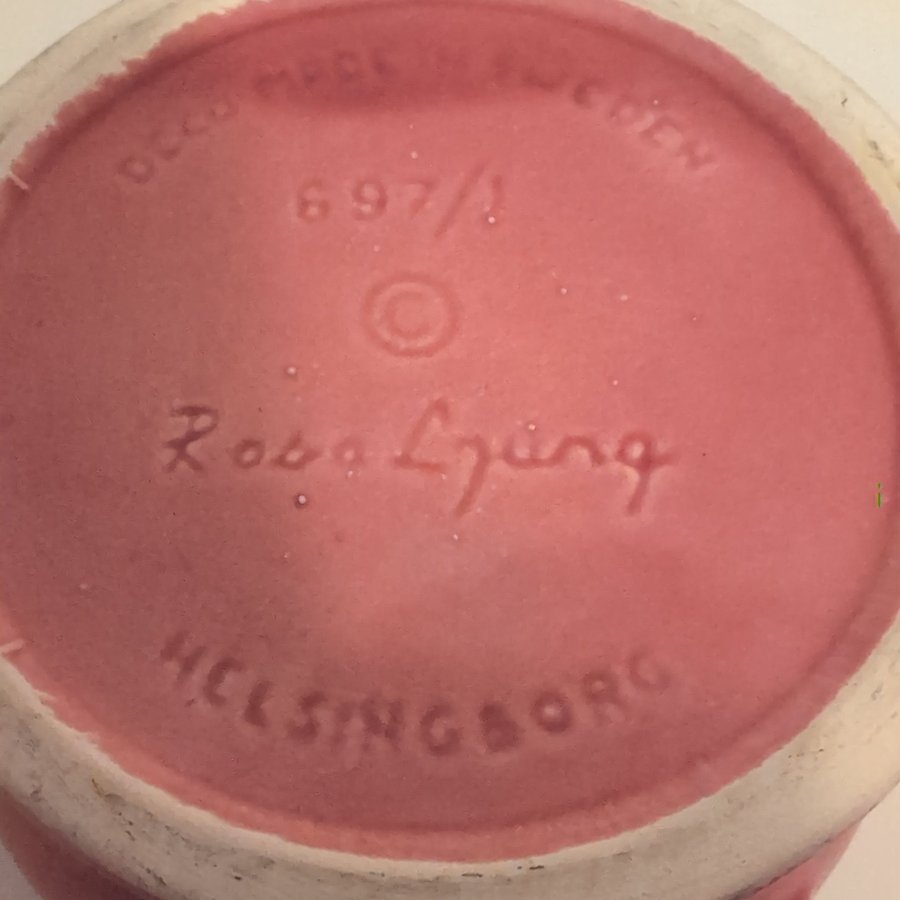 DECO MADE IN SWEDEN
697/1
©
Rosa Ljung
HELSINGBORG